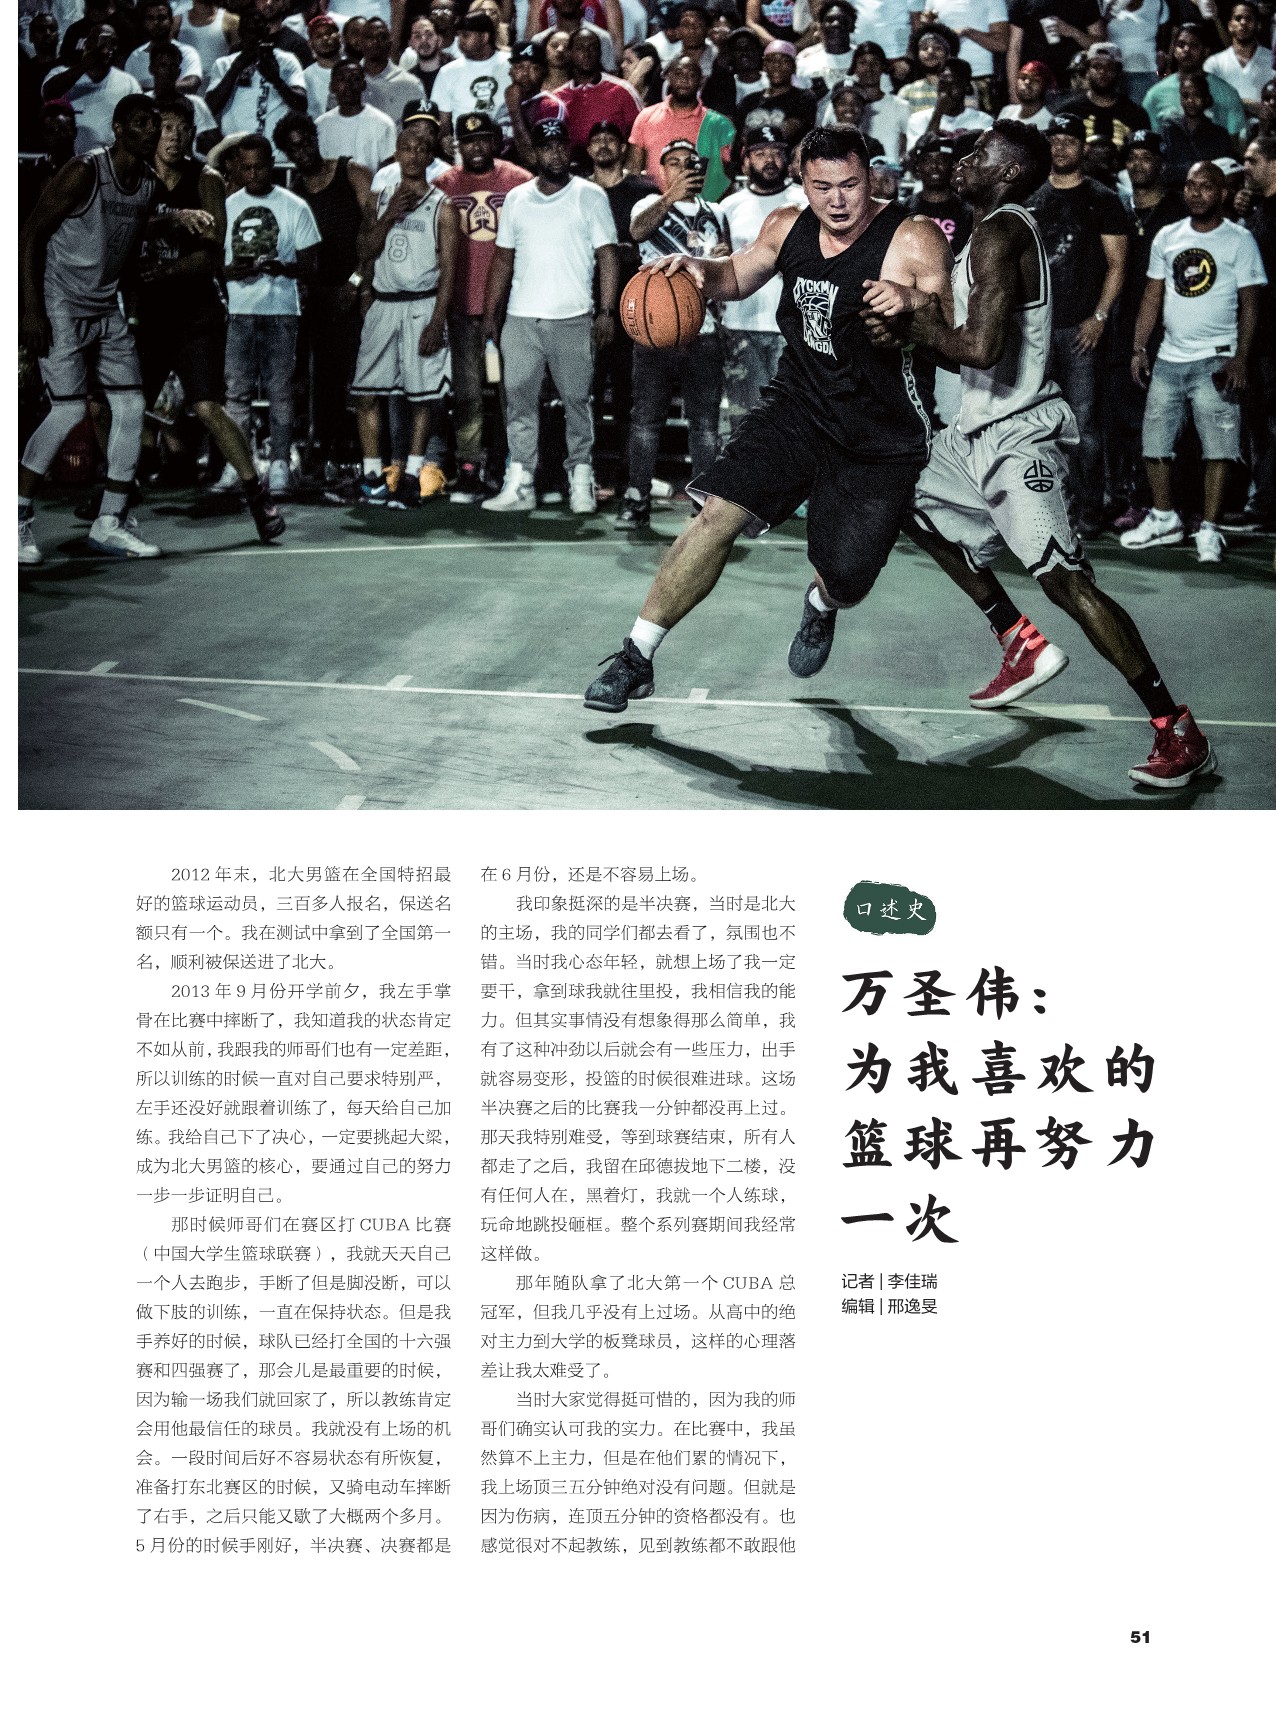 2012 年末，北大男篮在全国特招最
好的篮球运动员，三百多人报名，保送名
额只有一个。我在测试中拿到了全国第一
名，顺利被保送进了北大。
2013 年 9 月份开学前夕，我左手掌
骨在比赛中摔断了，我知道我的状态肯定
不如从前，我跟我的师哥们也有一定差距，
所以训练的时候一直对自己要求特别严，
左手还没好就跟着训练了，每天给自己加
练。我给自己下了决心，一定要挑起大梁，
成为北大男篮的核心，要通过自己的努力
一步一步证明自己。
那时候师哥们在赛区打 CUBA 比赛
（中国大学生篮球联赛），我就天天自己
一个人去跑步，手断了但是脚没断，可以
做下肢的训练，一直在保持状态。但是我
手养好的时候，球队已经打全国的十六强
赛和四强赛了，那会儿是最重要的时候，
因为输一场我们就回家了，所以教练肯定
会用他最信任的球员。我就没有上场的机
会。一段时间后好不容易状态有所恢复，
准备打东北赛区的时候，又骑电动车摔断
了右手，之后只能又歇了大概两个多月。
5 月份的时候手刚好，半决赛、决赛都是
在 6 月份，还是不容易上场。
我印象挺深的是半决赛，当时是北大
的主场，我的同学们都去看了，氛围也不
错。当时我心态年轻，就想上场了我一定
要干，拿到球我就往里投，我相信我的能
力。但其实事情没有想象得那么简单，我
有了这种冲劲以后就会有一些压力，出手
就容易变形，投篮的时候很难进球。这场
半决赛之后的比赛我一分钟都没再上过。
那天我特别难受，等到球赛结束，所有人
都走了之后，我留在邱德拔地下二楼，没
有任何人在，黑着灯，我就一个人练球，
玩命地跳投砸框。整个系列赛期间我经常
这样做。
那年随队拿了北大第一个 CUBA 总
冠军，但我几乎没有上过场。从高中的绝
对主力到大学的板凳球员，这样的心理落
差让我太难受了。
当时大家觉得挺可惜的，因为我的师
哥们确实认可我的实力。在比赛中，我虽
然算不上主力，但是在他们累的情况下，
我上场顶三五分钟绝对没有问题。但就是
因为伤病，连顶五分钟的资格都没有。也
感觉很对不起教练，见到教练都不敢跟他
口述史
万圣伟：
为我喜欢的
篮球再努力
一次
记者 | 李佳瑞
编辑 | 邢逸旻
51